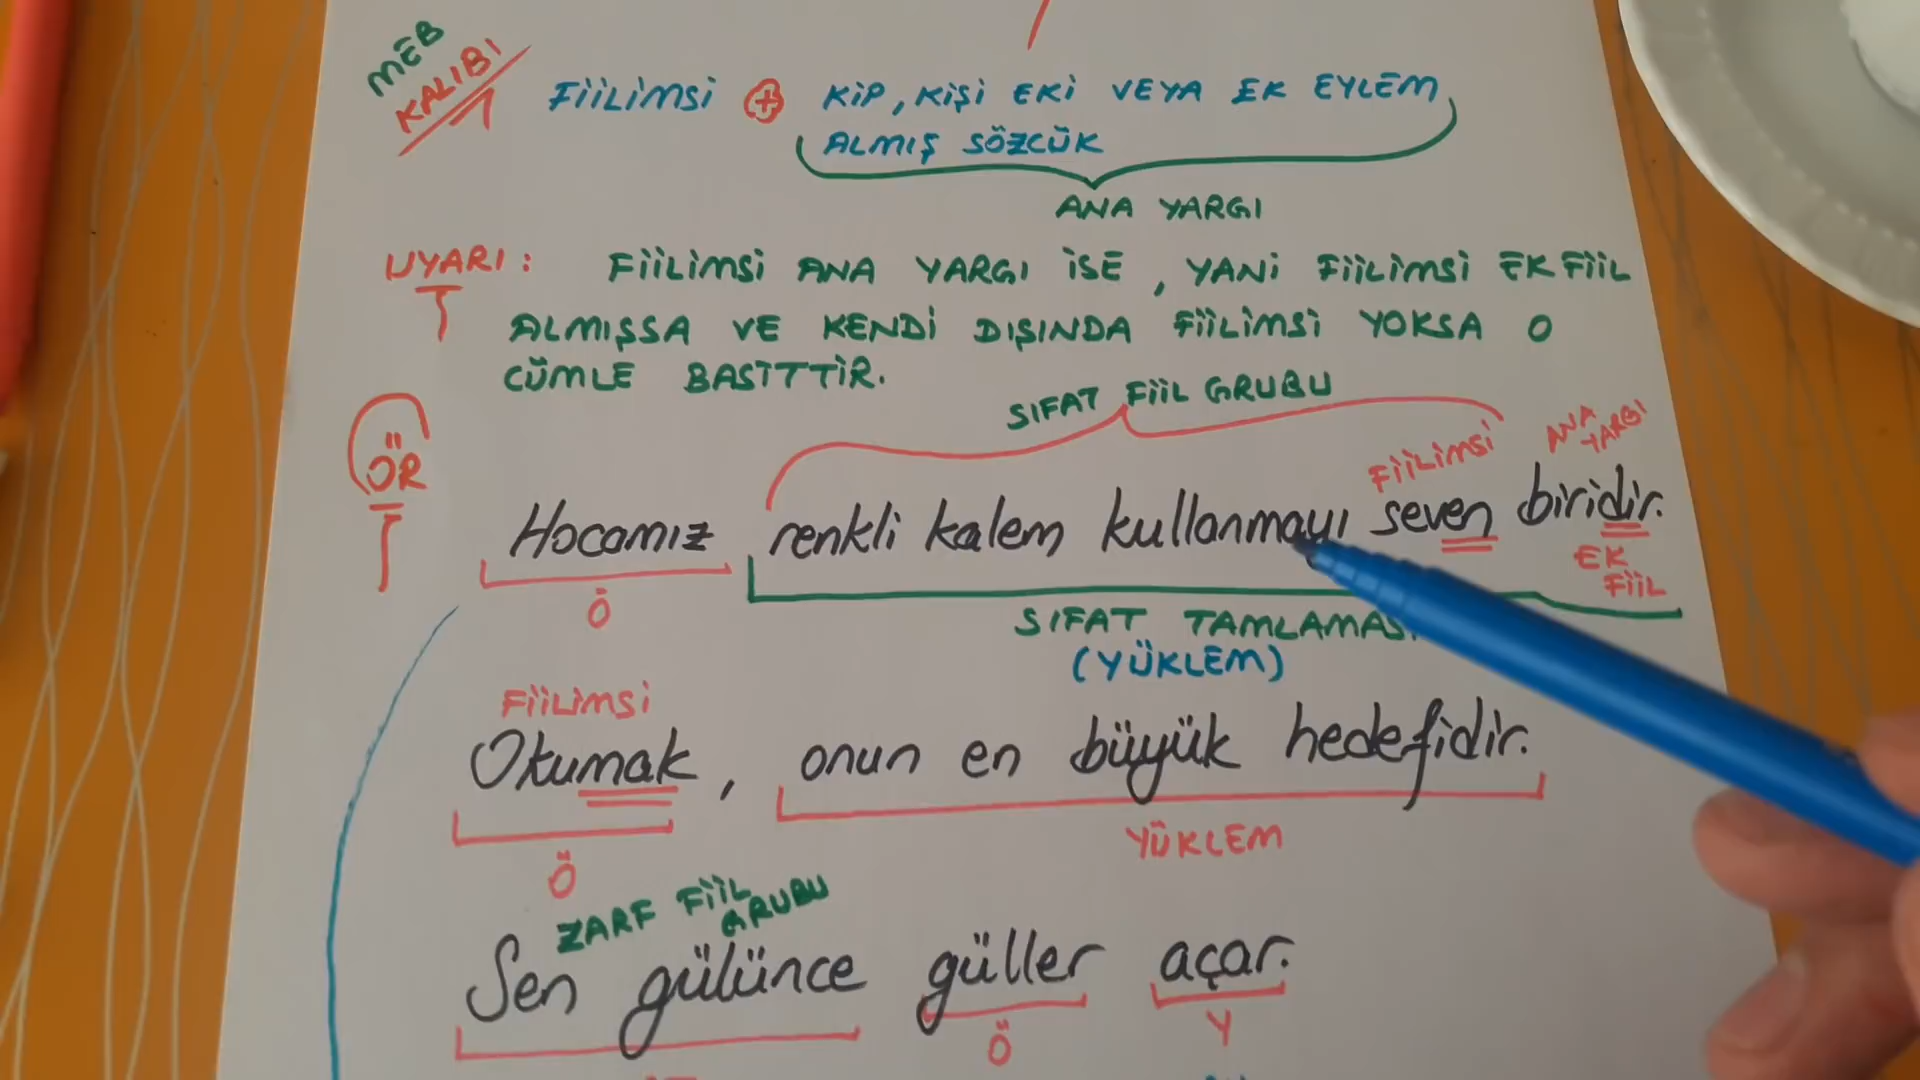 MEB
KALIBI
FİİLİMSİ + KİP, KİŞİ EKİ VEYA EK EYLEM
ALMIŞ SÖZCÜK
ANA YARGI
UYARI: FİİLİMSİ ANA YARGI İSE, YANİ FİİLİMSİ EK FİİL
ALMIŞSA VE KENDİ DIŞINDA FİİLİMSİ YOKSA O
CÜMLE BASİTTİR.
SIFAT FİİL GRUBU
FİİLİMSİ
ANA
YARGI
ÖR
Hocamız renkli kalem kullanmayı seven biridir.
Ö
EK
FİİL
SIFAT TAMLAMASI
(YÜKLEM)
FİİLİMSİ
Okumak, onun en büyük hedefidir.
Ö
YÜKLEM
ZARF FİİL
GRUBU
Sen gülünce güller açar.
Ö Y